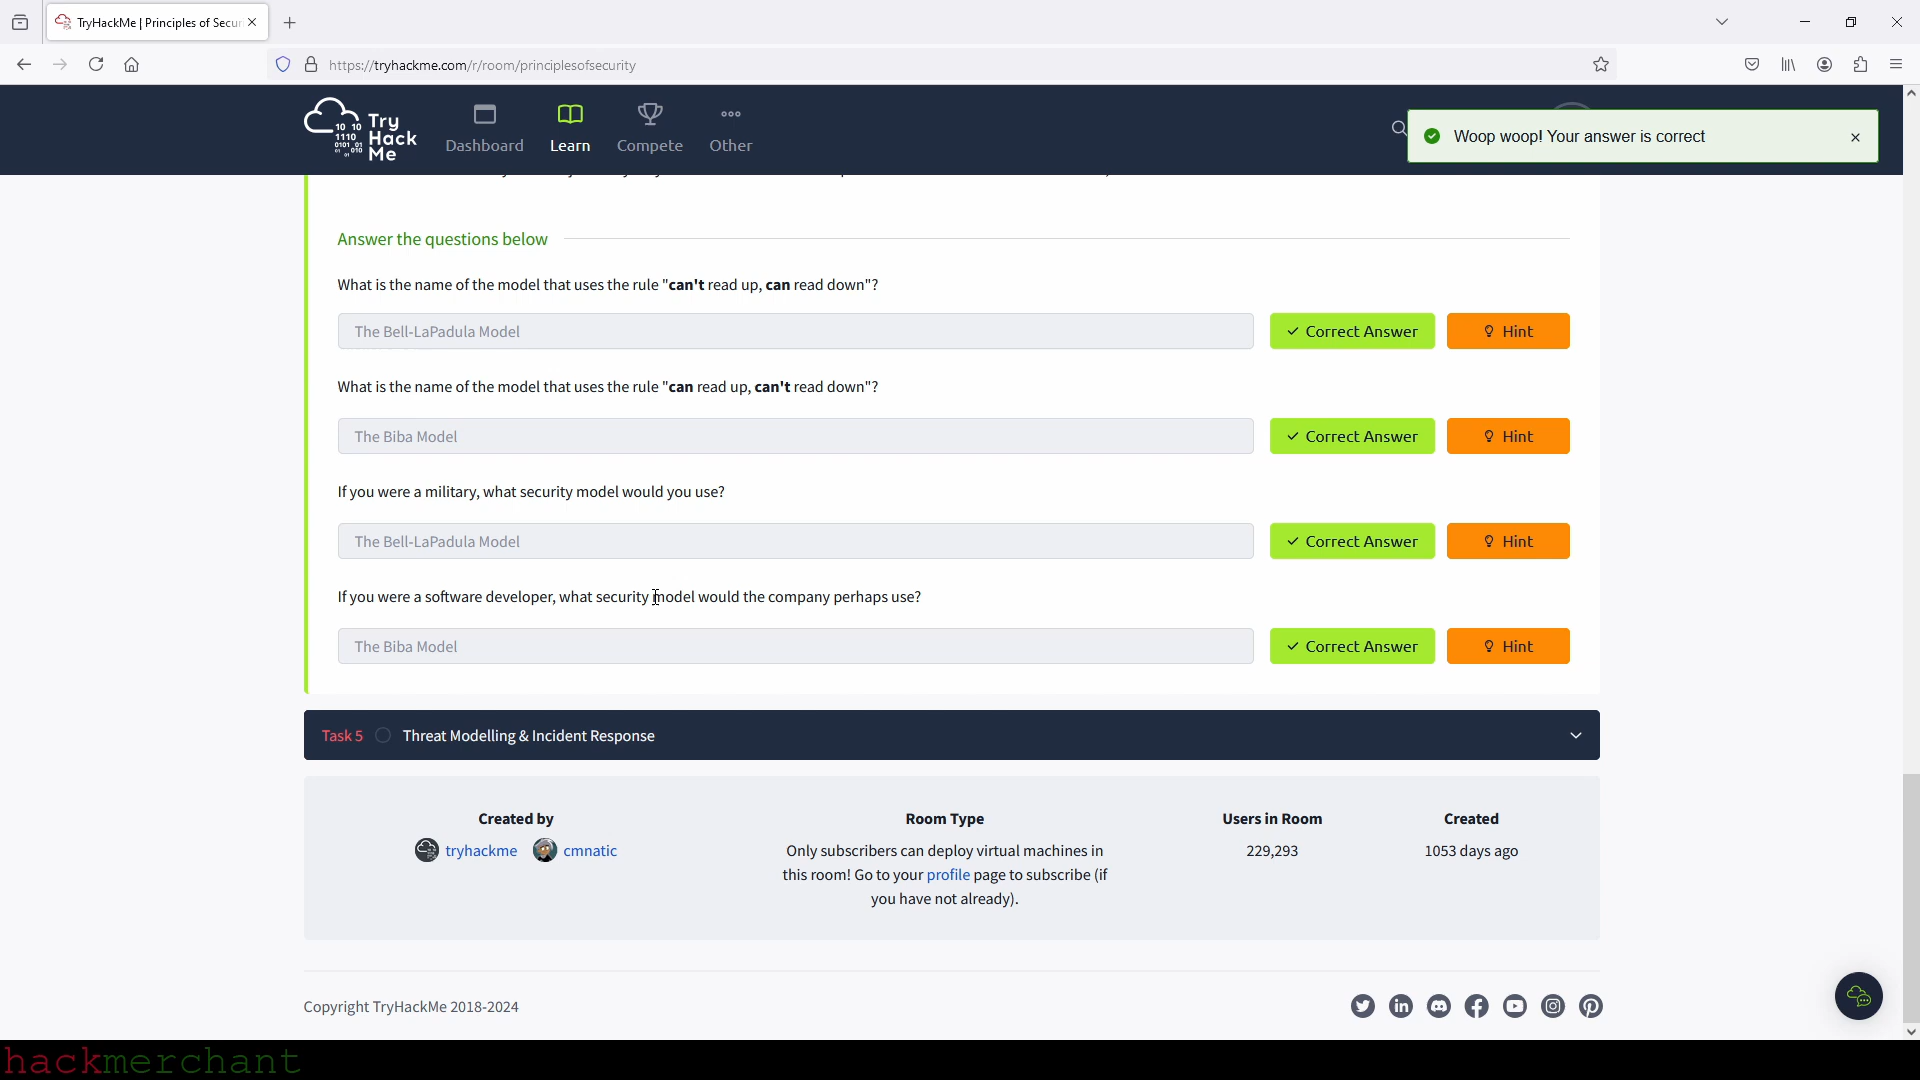 TryHackMe | Principles of Secur
https://tryhackme.com/r/room/principlesofsecurity
10 10
1110
0101 01
01 010
Try
Hack
Me
Dashboard
Learn
Compete
Other
Woop woop! Your answer is correct
Answer the questions below
What is the name of the model that uses the rule "can't read up, can read down"?
The Bell-LaPadula Model
Correct Answer
Hint
What is the name of the model that uses the rule "can read up, can't read down"?
The Biba Model
Correct Answer
Hint
If you were a military, what security model would you use?
The Bell-LaPadula Model
Correct Answer
Hint
If you were a software developer, what security model would the company perhaps use?
The Biba Model
Correct Answer
Hint
Task 5
Threat Modelling & Incident Response
Created by
tryhackme
cmnatic
Room Type
Only subscribers can deploy virtual machines in
this room! Go to your profile page to subscribe (if
you have not already).
Users in Room
229,293
Created
1053 days ago
Copyright TryHackMe 2018-2024
hackmerchant